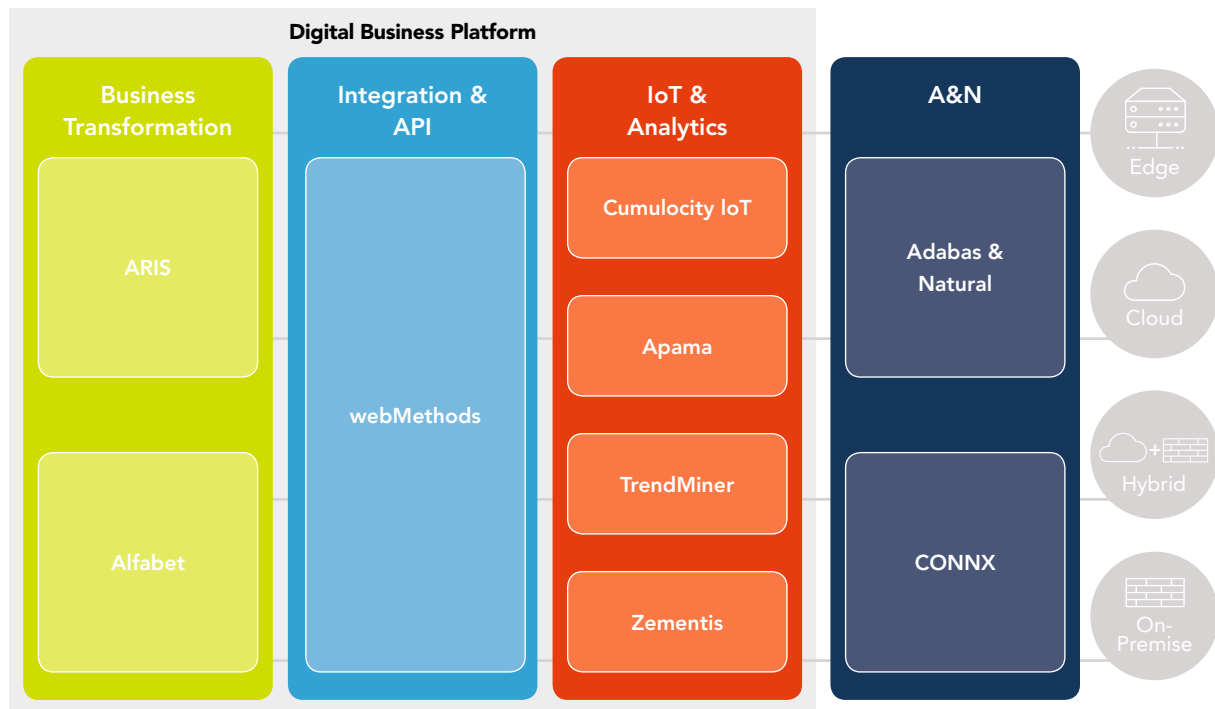 Digital Business Platform
Business
Transformation
ARIS
Alfabet
Integration &
API
webMethods
IoT &
Analytics
Cumulocity IoT
Apama
TrendMiner
Zementis
A&N
Adabas &
Natural
CONNX
Edge
Cloud
+
Hybrid
On-
Premise